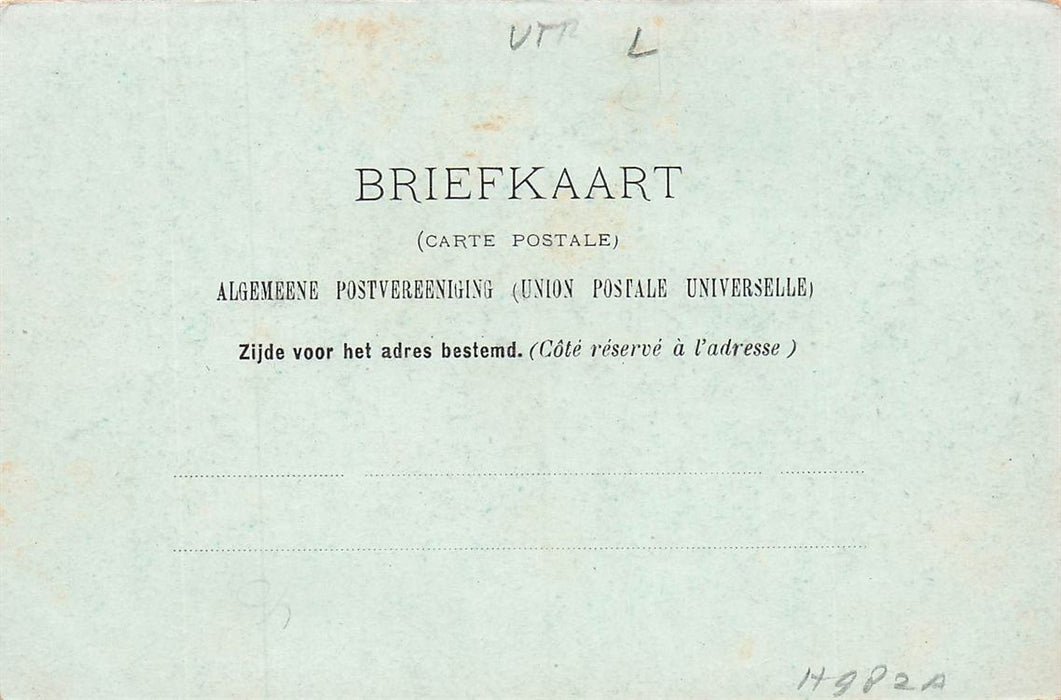 UTR L
BRIEFKAART
(CARTE POSTALE)
ALGEMEENE POSTVEREENIGING (UNION POSTALE UNIVERSELLE)
Zijde voor het adres bestemd. (Côté réservé à l'adresse )
H982A